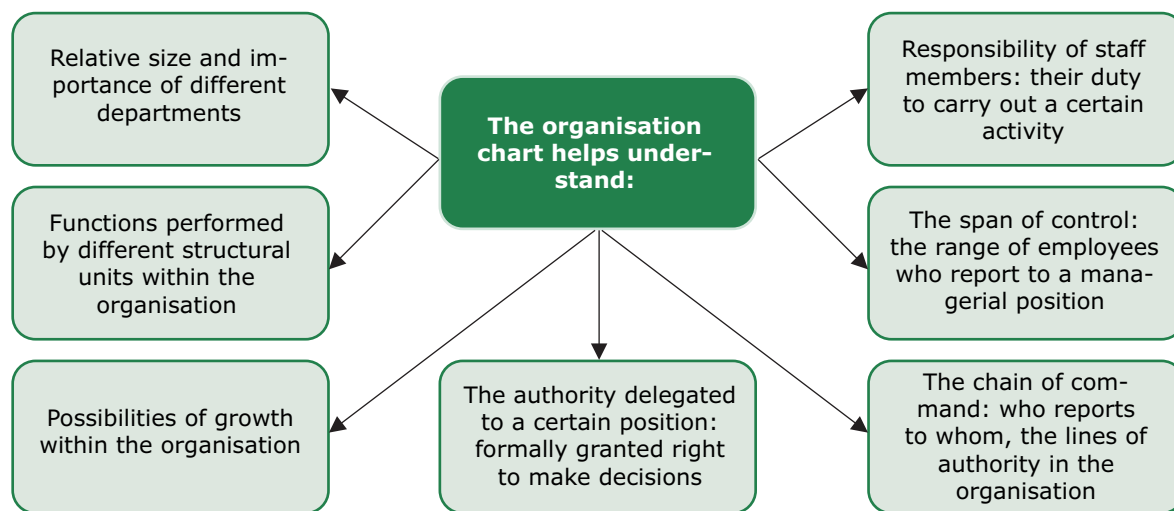 The organisation
chart helps under-
stand:
Relative size and im-
portance of different
departments
Functions performed
by different structural
units within the
organisation
Possibilities of growth
within the organisation
The authority delegated
to a certain position:
formally granted right
to make decisions
Responsibility of staff
members: their duty
to carry out a certain
activity
The span of control:
the range of employees
who report to a mana-
gerial position
The chain of com-
mand: who reports
to whom, the lines of
authority in the
organisation